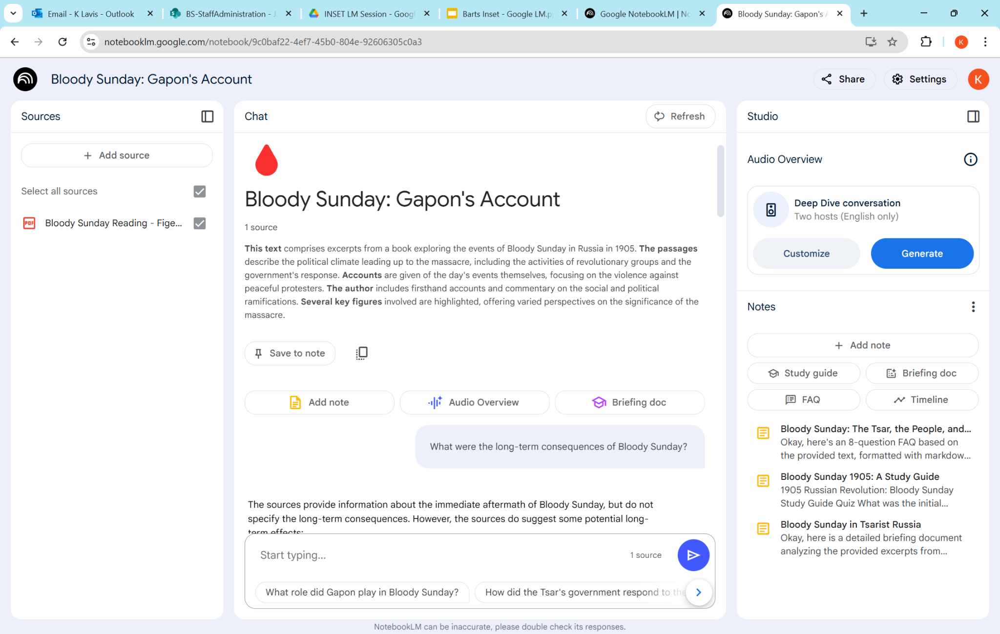 Email - K Lavis - Outlook
BS-StaffAdministration -
INSET LM Session - Goog
Barts Inset - Google LM.p
Google NotebookLM | No
Bloody Sunday: Gapon's A
notebooklm.google.com/notebook/9c0baf22-4ef7-45b0-804e-92606305c0a3
K
Bloody Sunday: Gapon's Account
Share
Settings
K
Sources
Add source
Select all sources
PDF
Bloody Sunday Reading - Fige...
Chat
Refresh
Bloody Sunday: Gapon's Account
1 source
This text comprises excerpts from a book exploring the events of Bloody Sunday in Russia in 1905. The passages
describe the political climate leading up to the massacre, including the activities of revolutionary groups and the
government's response. Accounts are given of the day's events themselves, focusing on the violence against
peaceful protesters. The author includes firsthand accounts and commentary on the social and political
ramifications. Several key figures involved are highlighted, offering varied perspectives on the significance of the
massacre.
Save to note
Add note
Audio Overview
Briefing doc
What were the long-term consequences of Bloody Sunday?
The sources provide information about the immediate aftermath of Bloody Sunday, but do not
specify the long-term consequences. However, the sources do suggest some potential long-
term effects:
Start typing...
1 source
What role did Gapon play in Bloody Sunday?
How did the Tsar's government respond to the
NotebookLM can be inaccurate, please double check its responses.
Studio
Audio Overview
Deep Dive conversation
Two hosts (English only)
Customize
Generate
Notes
Add note
Study guide
Briefing doc
FAQ
Timeline
Bloody Sunday: The Tsar, the People, and...
Okay, here's an 8-question FAQ based on
the provided text, formatted with markdow...
Bloody Sunday 1905: A Study Guide
1905 Russian Revolution: Bloody Sunday
Study Guide Quiz What was the initial...
Bloody Sunday in Tsarist Russia
Okay, here is a detailed briefing document
analyzing the provided excerpts from...